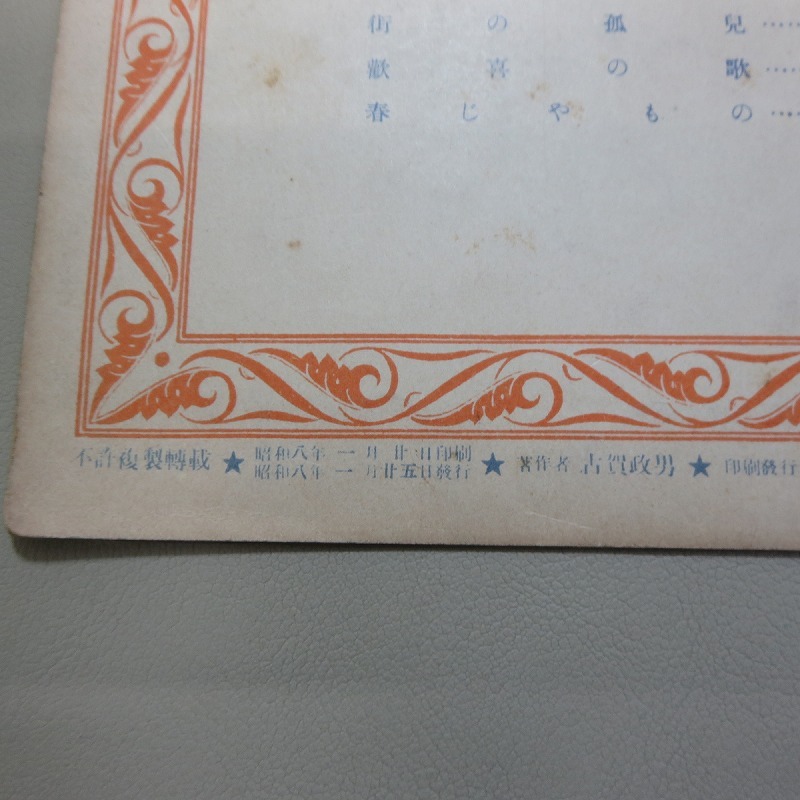 街の孤兒……
歡喜の歌……
春じやもの……
不許複製轉載 ★ 昭和八年一月廿日印刷
昭和八年一月廿五日發行 ★ 著作者 古賀政男 ★ 印刷發行